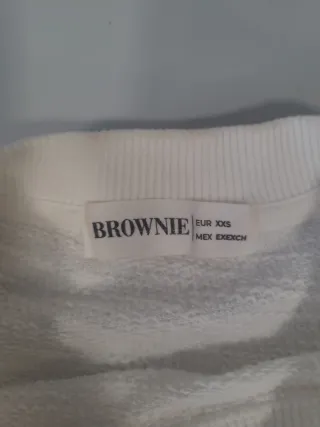 BROWNIE
EUR XXS
MEX EXEXCH